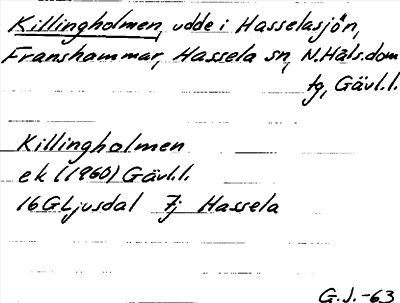 Killingholmen, udde i Hasselasjön,
Franshammar, Hassela sn, N.Häls.dom
tg, Gävl.l.
Killingholmen
ek (1960) Gävl.l.
16G Ljusdal 7j Hassela
G.J.-63